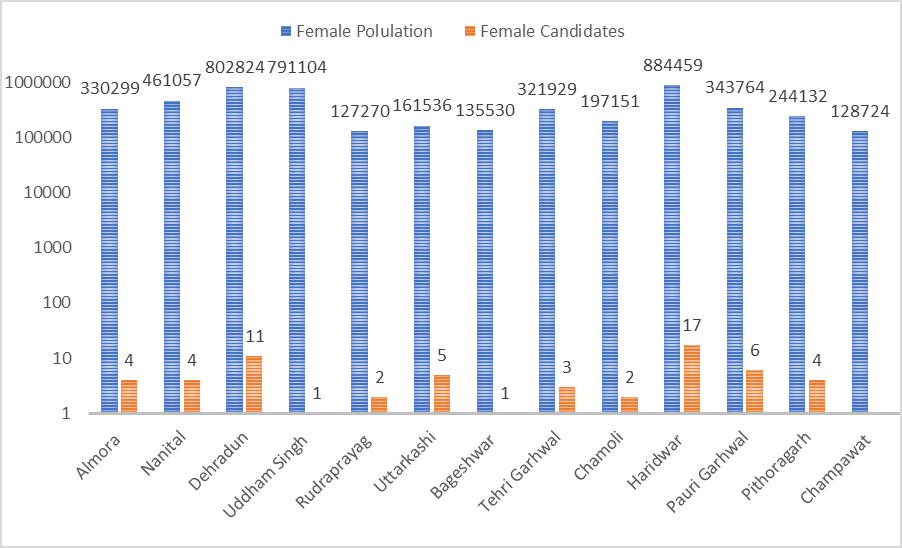 Female Polulation Female Candidates
1000000
100000
10000
1000
100
10
1
330299
461057
802824
791104
127270
161536
135530
321929
197151
884459
343764
244132
128724
4
4
11
1
2
5
1
3
2
17
6
4
Almora
Nanital
Dehradun
Uddham Singh
Rudraprayag
Uttarkashi
Bageshwar
Tehri Garhwal
Chamoli
Haridwar
Pauri Garhwal
Pithoragarh
Champawat